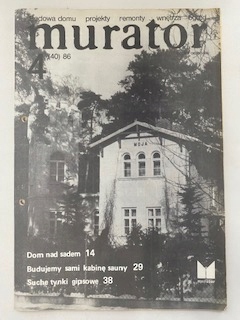 budowa domu projekty remonty wnętrza ogród
murator
4 (40) 86
MOJA
Dom nad sadem 14
Budujemy sami kabinę sauny 29
Suche tynki gipsowe 38